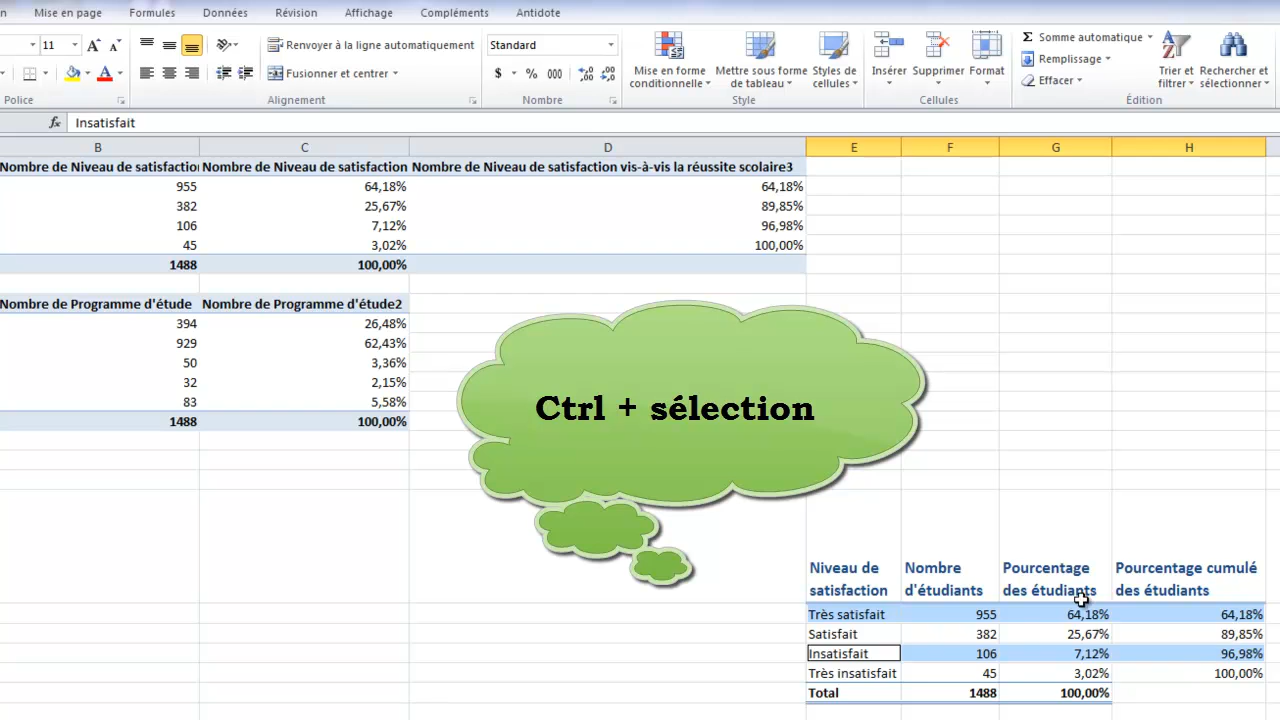 n Mise en page Formules Données Révision Affichage Compléments Antidote
11 A A Renvoyer à la ligne automatiquement Standard Σ Somme automatique
A Fusionner et centrer $ % 000 Mise en forme Mettre sous forme Styles de Insérer Supprimer Format Remplissage Trier et Rechercher et
conditionnelle de tableau cellules Effacer filtrer sélectionner
Police Alignement Nombre Style Cellules Édition
fx Insatisfait
B C D E F G H
Nombre de Niveau de satisfaction Nombre de Niveau de satisfaction Nombre de Niveau de satisfaction vis-à-vis la réussite scolaire3
955 64,18% 64,18%
382 25,67% 89,85%
106 7,12% 96,98%
45 3,02% 100,00%
1488 100,00%
Nombre de Programme d'étude Nombre de Programme d'étude2
394 26,48%
929 62,43%
50 3,36%
32 2,15%
83 5,58%
1488 100,00%
Ctrl + sélection
Niveau de Nombre Pourcentage Pourcentage cumulé
satisfaction d'étudiants des étudiants des étudiants
Très satisfait 955 64,18% 64,18%
Satisfait 382 25,67% 89,85%
Insatisfait 106 7,12% 96,98%
Très insatisfait 45 3,02% 100,00%
Total 1488 100,00%